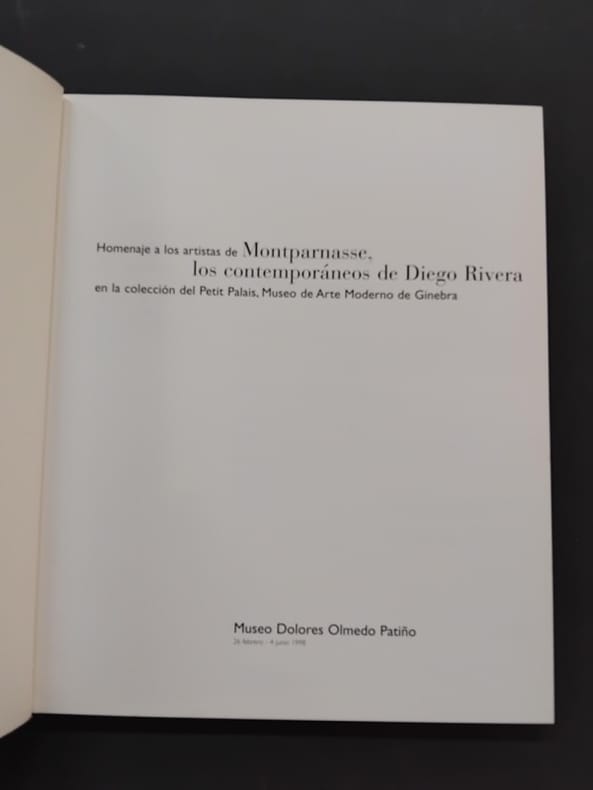 Homenaje a los artistas de Montparnasse,
los contemporáneos de Diego Rivera
en la colección del Petit Palais, Museo de Arte Moderno de Ginebra
Museo Dolores Olmedo Patiño
26 febrero - 4 junio 1998